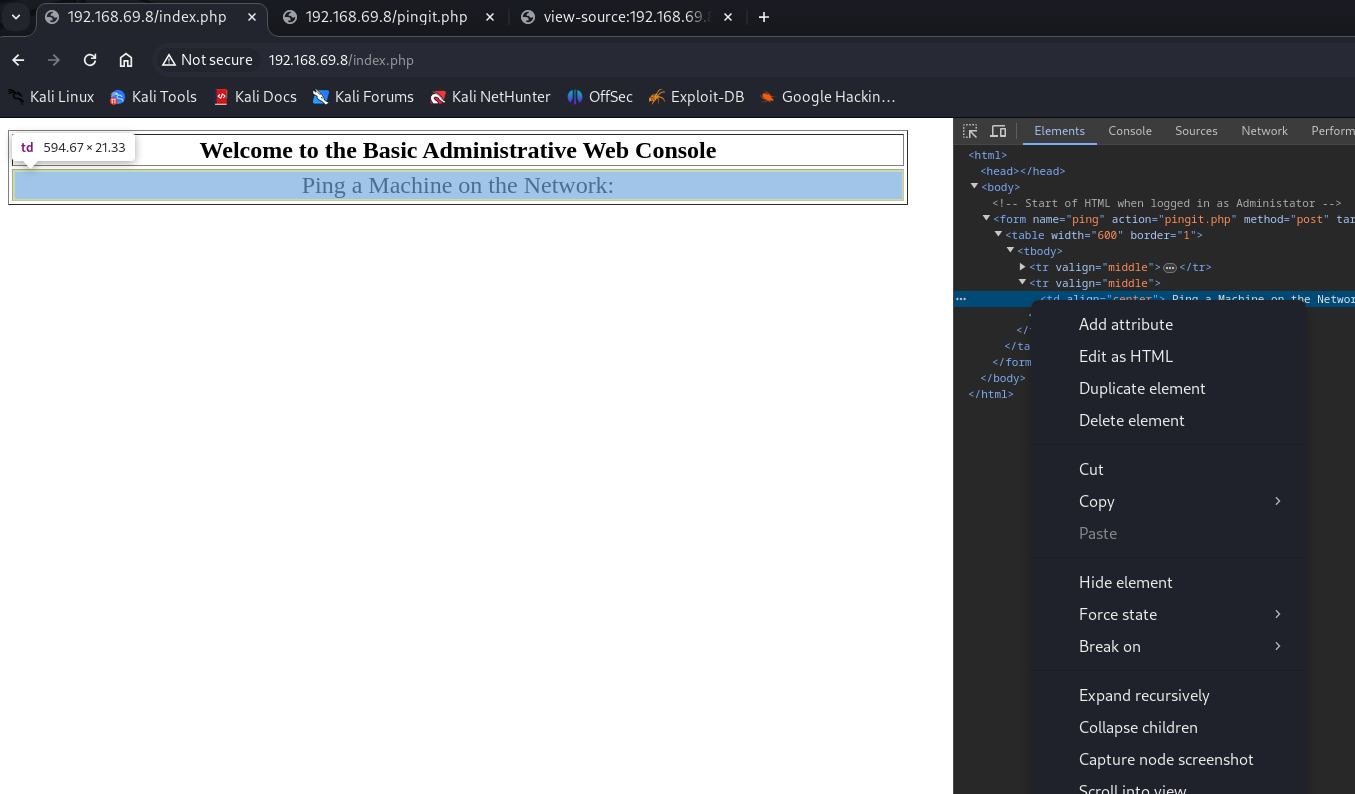 192.168.69.8/index.php
192.168.69.8/pingit.php
view-source:192.168.69.8
Not secure 192.168.69.8/index.php
Kali Linux Kali Tools Kali Docs Kali Forums Kali NetHunter OffSec Exploit-DB Google Hackin…
td 594.67 × 21.33
Welcome to the Basic Administrative Web Console
Ping a Machine on the Network:
Elements Console Sources Network Perform
<html>
<head></head>
<body>
<!-- Start of HTML when logged in as Administator -->
<form name="ping" action="pingit.php" method="post" tar
<table width="600" border="1">
<tbody>
<tr valign="middle"> … </tr>
<tr valign="middle">
<td align="center"> Ping a Machine on the Networ
</ta
</form
</body>
</html>
Add attribute
Edit as HTML
Duplicate element
Delete element
Cut
Copy
Paste
Hide element
Force state
Break on
Expand recursively
Collapse children
Capture node screenshot
Scroll into view